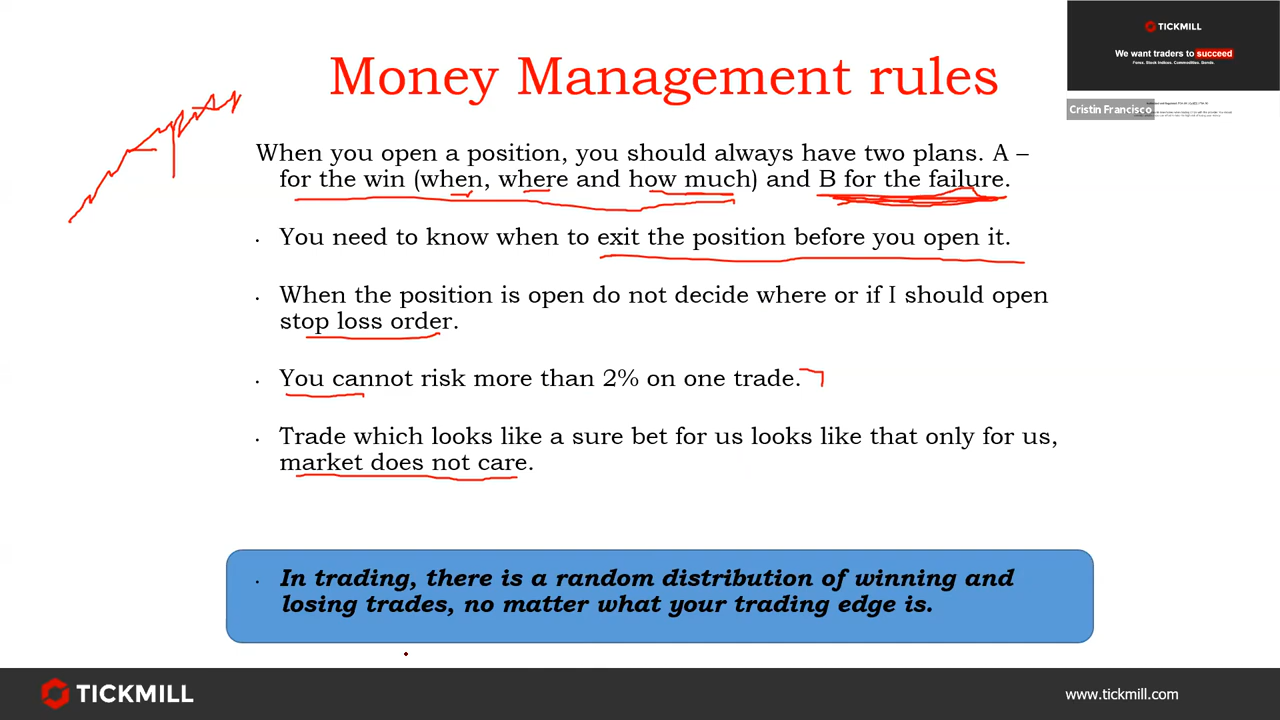 TICKMILL
We want traders to succeed
Forex. Stock Indices. Commodities. Bonds.
Cristin Francisco
Money Management rules
When you open a position, you should always have two plans. A –
for the win (when, where and how much) and B for the failure.
· You need to know when to exit the position before you open it.
· When the position is open do not decide where or if I should open
stop loss order.
· You cannot risk more than 2% on one trade.
· Trade which looks like a sure bet for us looks like that only for us,
market does not care.
· In trading, there is a random distribution of winning and
losing trades, no matter what your trading edge is.
TICKMILL
www.tickmill.com